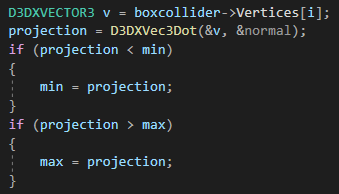 D3DXVECTOR3 v = boxcollider->Vertices[i];
projection = D3DXVec3Dot(&v, &normal);
if (projection < min)
{
    min = projection;
}
if (projection > max)
{
    max = projection;
}